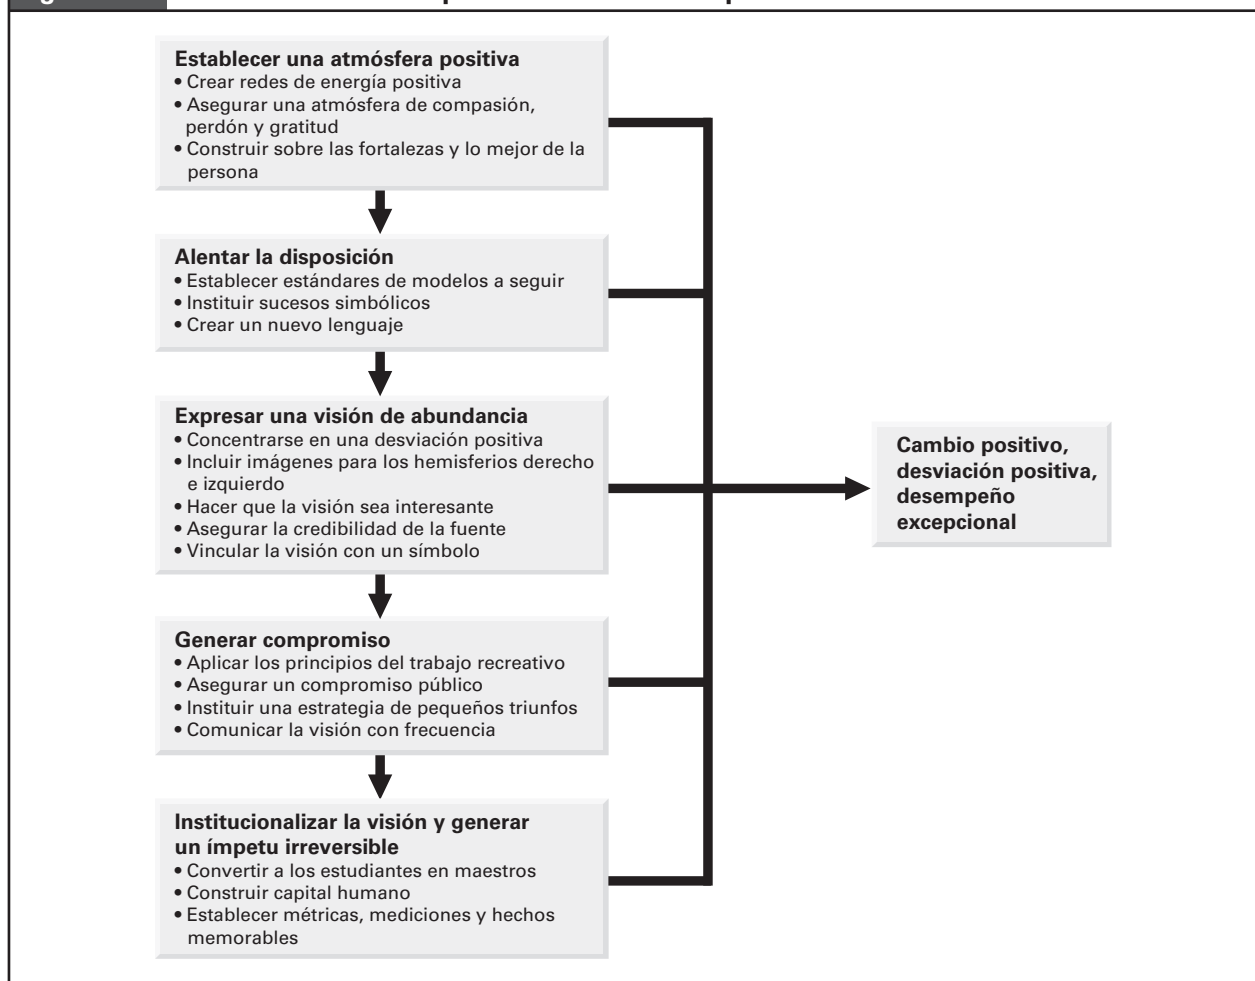 Establecer una atmósfera positiva
• Crear redes de energía positiva
• Asegurar una atmósfera de compasión,
perdón y gratitud
• Construir sobre las fortalezas y lo mejor de la
persona
Alentar la disposición
• Establecer estándares de modelos a seguir
• Instituir sucesos simbólicos
• Crear un nuevo lenguaje
Expresar una visión de abundancia
• Concentrarse en una desviación positiva
• Incluir imágenes para los hemisferios derecho
e izquierdo
• Hacer que la visión sea interesante
• Asegurar la credibilidad de la fuente
• Vincular la visión con un símbolo
Generar compromiso
• Aplicar los principios del trabajo recreativo
• Asegurar un compromiso público
• Instituir una estrategia de pequeños triunfos
• Comunicar la visión con frecuencia
Institucionalizar la visión y generar
un ímpetu irreversible
• Convertir a los estudiantes en maestros
• Construir capital humano
• Establecer métricas, mediciones y hechos
memorables
Cambio positivo,
desviación positiva,
desempeño
excepcional